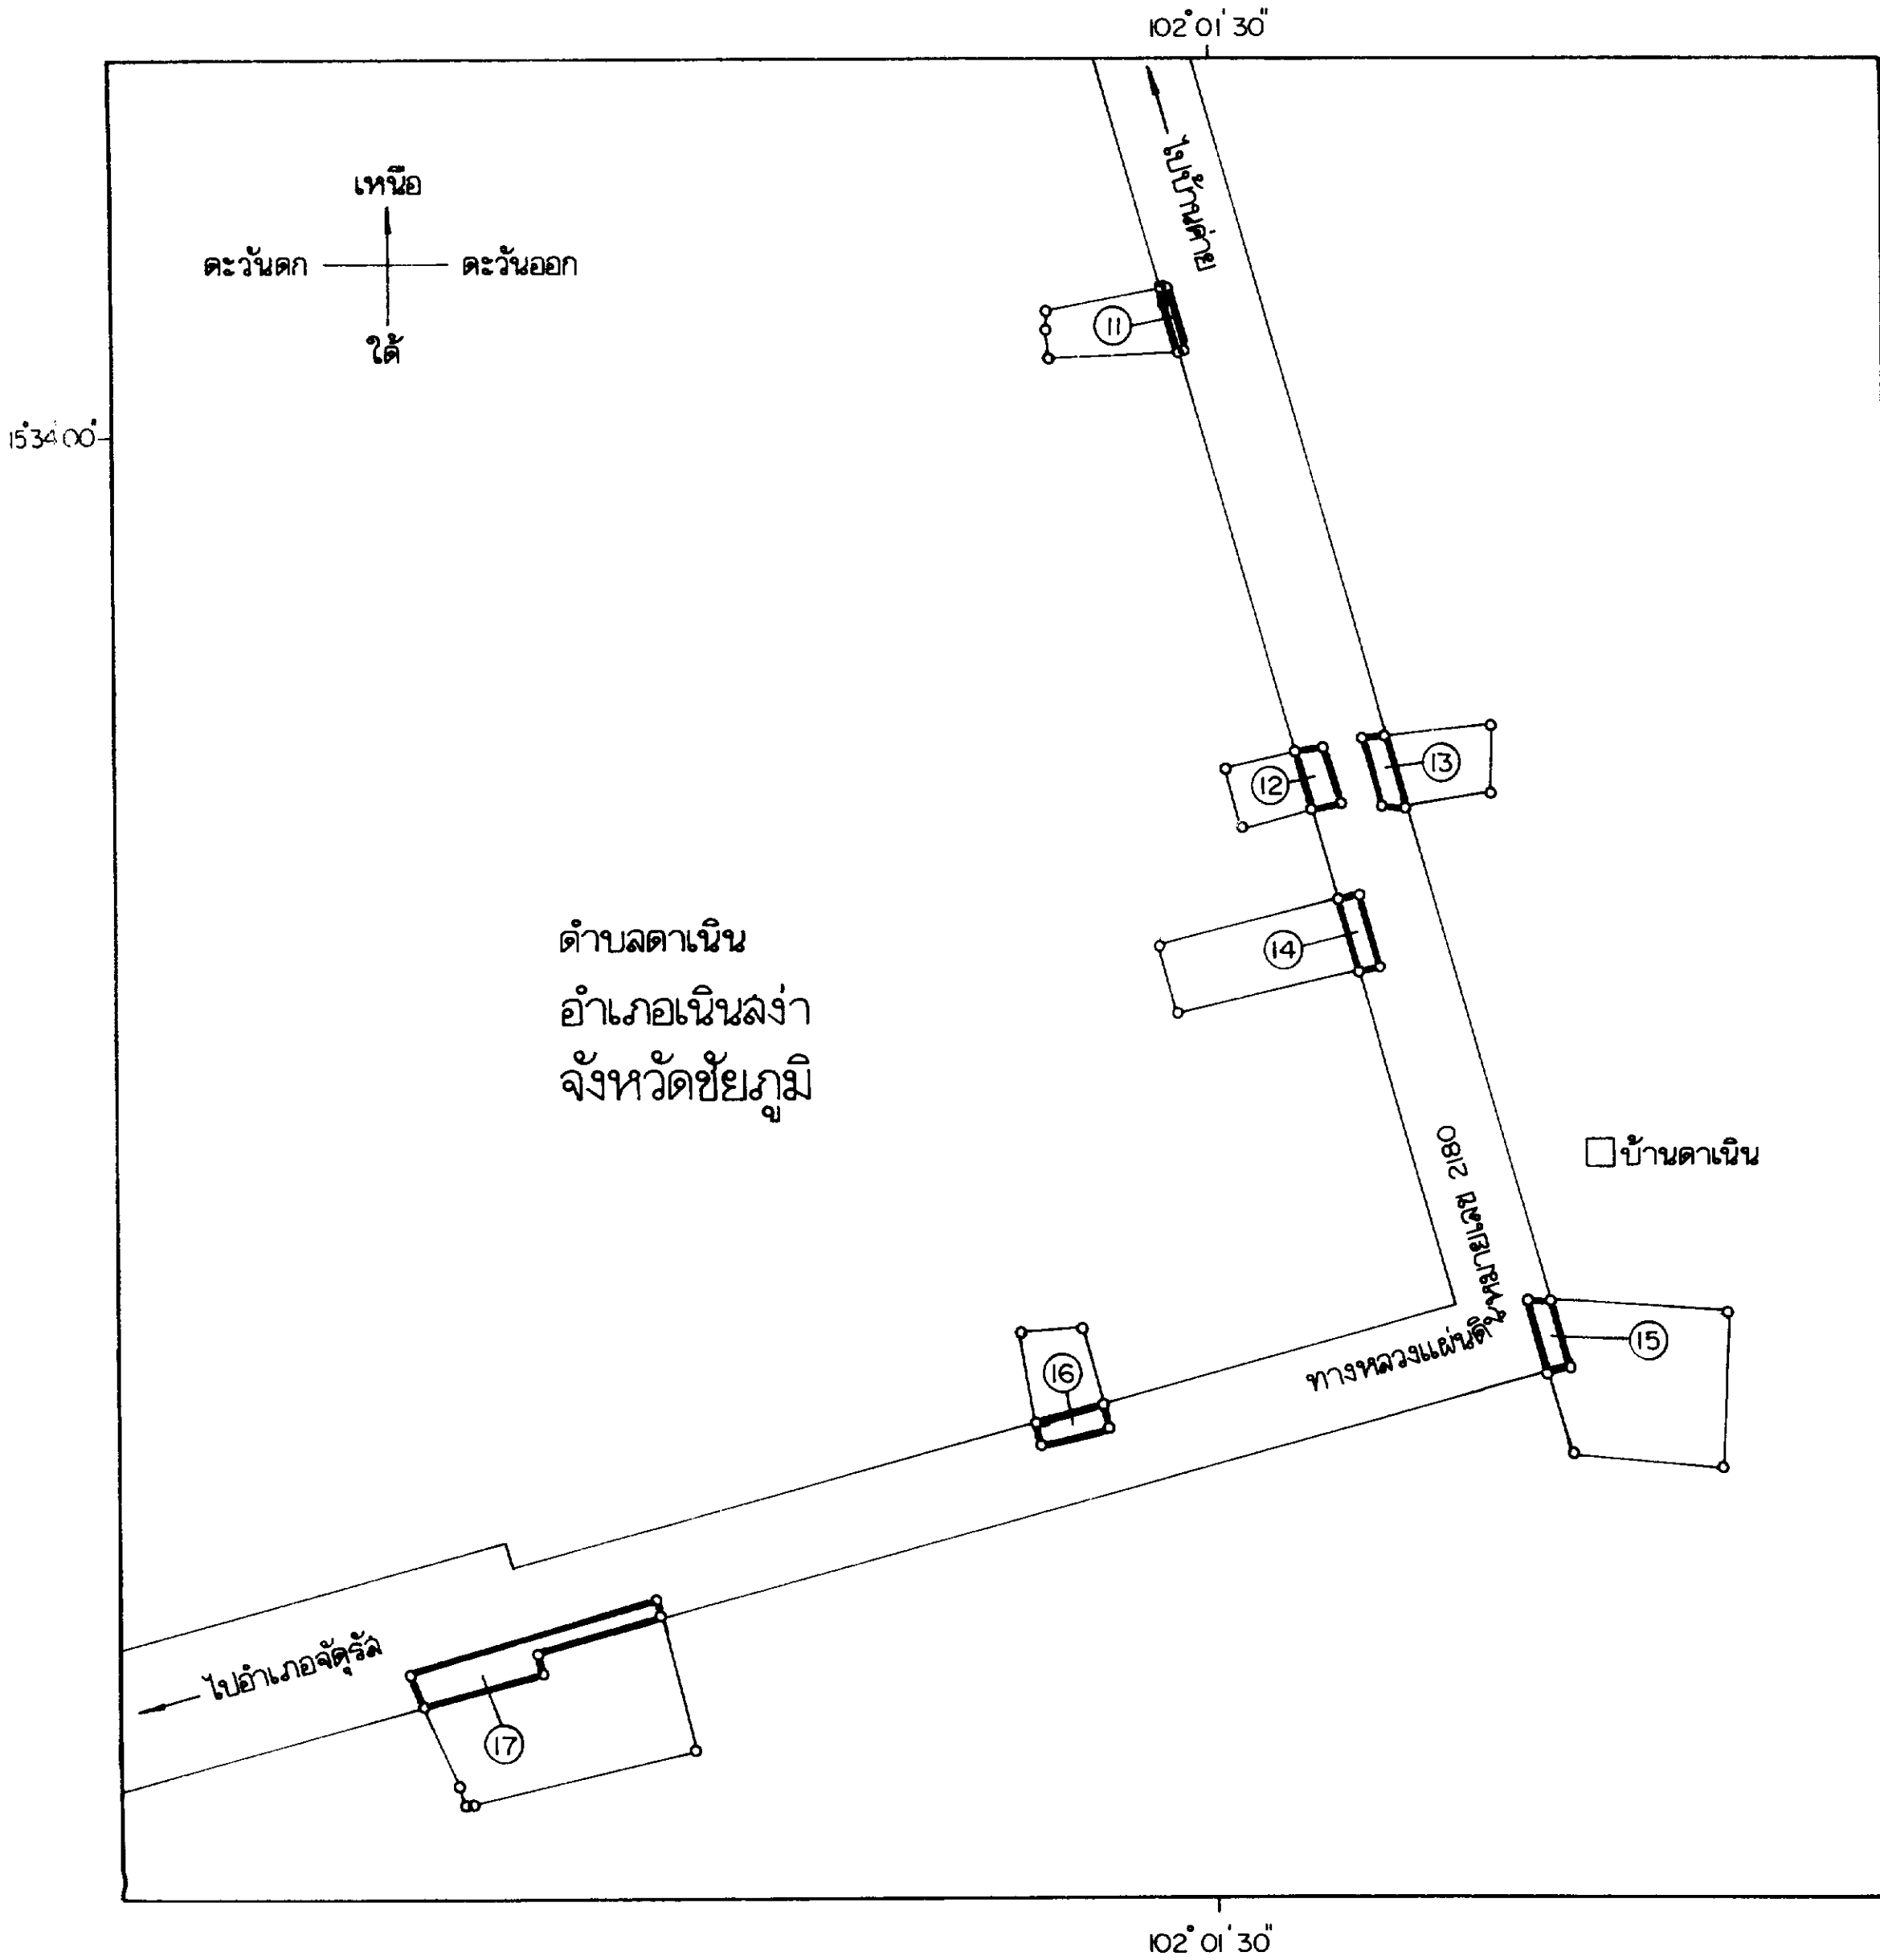 102° 01' 30"
ไปบ้านค่าย
เหนือ
ตะวันตก
ตะวันออก
ใต้
11
15°34'00"
12
13
14
ตำบลตาเนิน
อำเภอเนินสง่า
จังหวัดชัยภูมิ
บ้านตาเนิน
ทางหลวงแผ่นดินหมายเลข 2180
15
16
17
ไปอำเภอจัตุรัส
102° 01' 30"